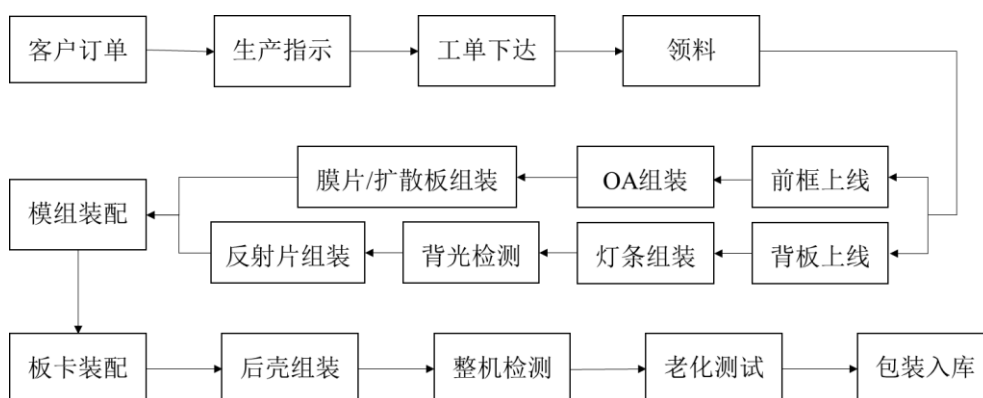 客户订单
生产指示
工单下达
领料
前框上线
OA组装
膜片/扩散板组装
背板上线
灯条组装
背光检测
反射片组装
模组装配
板卡装配
后壳组装
整机检测
老化测试
包装入库